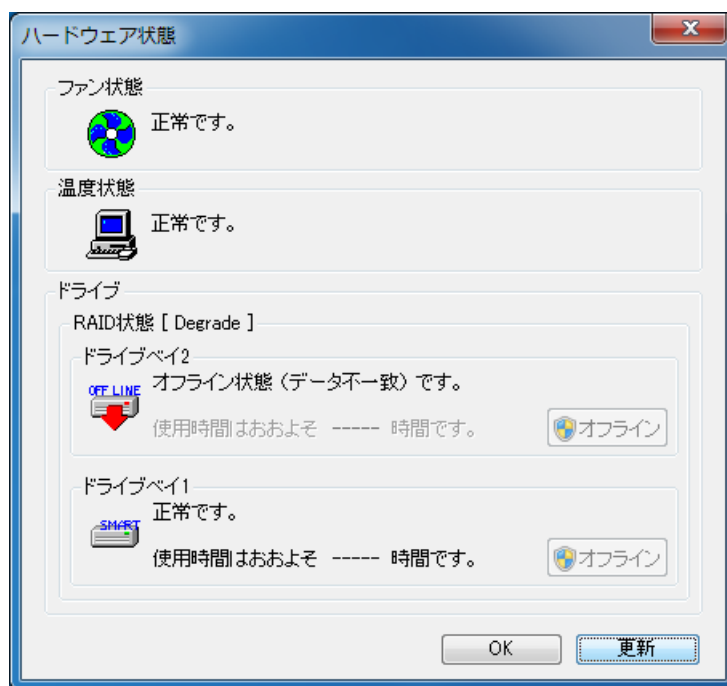 ハードウェア状態
ファン状態
正常です。
温度状態
正常です。
ドライブ
RAID状態 [ Degrade ]
ドライブベイ2
OFF LINE
オフライン状態（データ不一致）です。
使用時間はおおよそ ----- 時間です。
オフライン
ドライブベイ1
SMART
正常です。
使用時間はおおよそ ----- 時間です。
オフライン
OK
更新